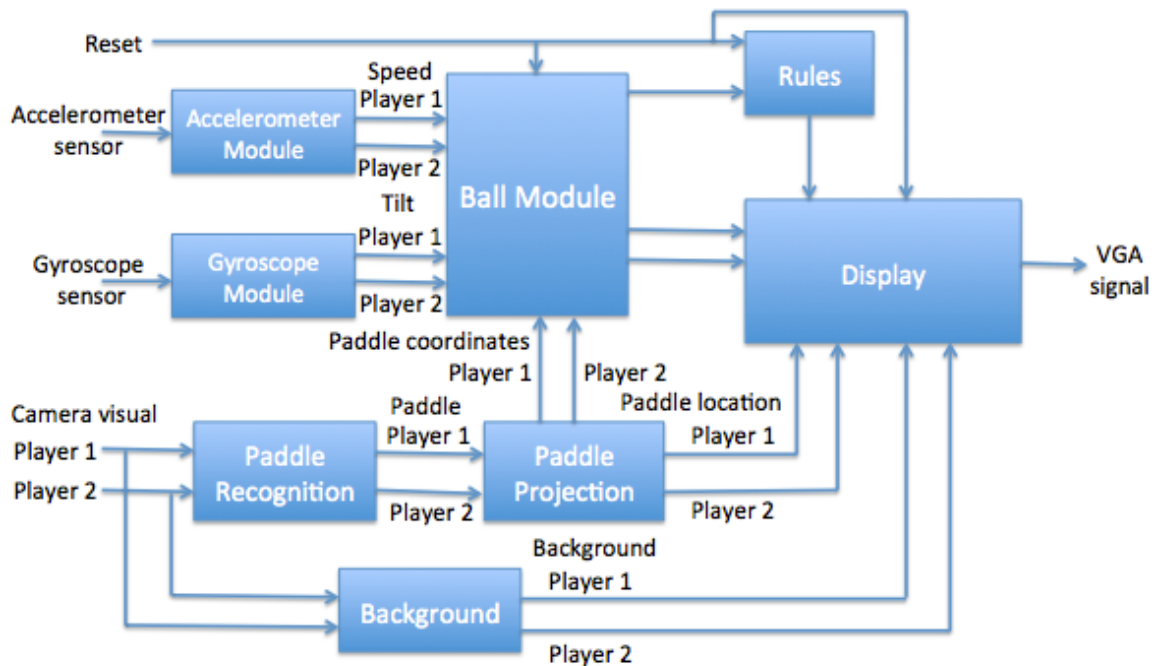 Reset
Rules
Speed
Player 1
Accelerometer
sensor
Accelerometer
Module
Player 2
Ball Module
Tilt
Player 1
Gyroscope
sensor
Gyroscope
Module
Player 2
Display
VGA
signal
Paddle coordinates
Player 1
Player 2
Camera visual
Player 1
Player 2
Paddle
Recognition
Paddle
Player 1
Player 2
Paddle
Projection
Paddle location
Player 1
Player 2
Background
Background
Player 1
Player 2